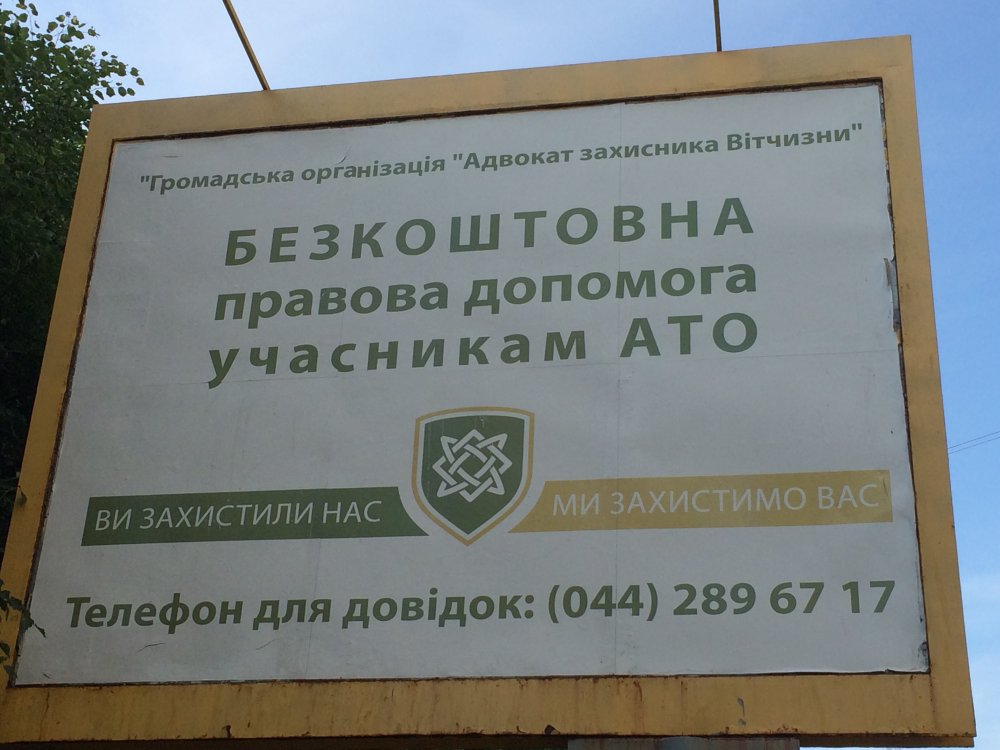 "Громадська організація "Адвокат захисника Вітчизни"
БЕЗКОШТОВНА
правова допомога
учасникам АТО
ВИ ЗАХИСТИЛИ НАС
МИ ЗАХИСТИМО ВАС
Телефон для довідок: (044) 289 67 17